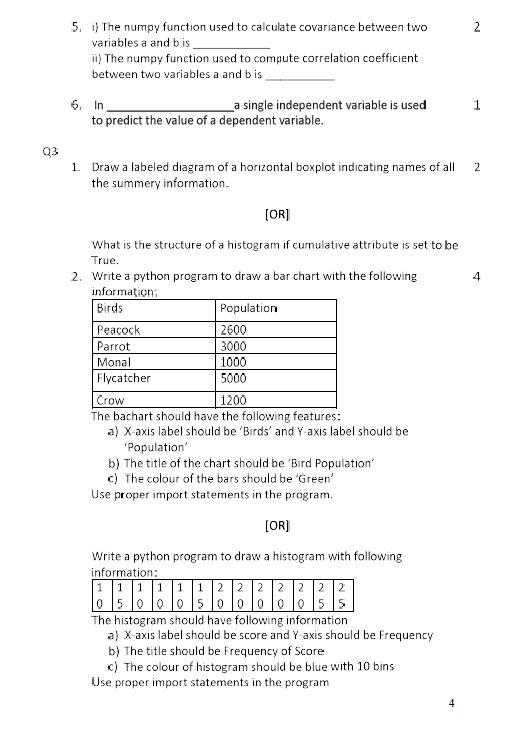 5. i) The numpy function used to calculate covariance between two 2
variables a and b is ____________
ii) The numpy function used to compute correlation coefficient
between two variables a and b is ___________
6. In ____________________a single independent variable is used 1
to predict the value of a dependent variable.
Q3
1. Draw a labeled diagram of a horizontal boxplot indicating names of all 2
the summery information.
[OR]
What is the structure of a histogram if cumulative attribute is set to be
True.
2. Write a python program to draw a bar chart with the following 4
information:
Birds Population
Peacock 2600
Parrot 3000
Monal 1000
Flycatcher 5000
Crow 1200
The bachart should have the following features:
a) X-axis label should be ‘Birds’ and Y-axis label should be
‘Population’
b) The title of the chart should be ‘Bird Population’
c) The colour of the bars should be ‘Green’
Use proper import statements in the program.
[OR]
Write a python program to draw a histogram with following
information:
1 1 1 1 1 1 2 2 2 2 2 2 2
0 5 0 0 0 5 0 0 0 0 0 5 5
The histogram should have following information
a) X-axis label should be score and Y-axis should be Frequency
b) The title should be Frequency of Score
c) The colour of histogram should be blue with 10 bins
Use proper import statements in the program
4